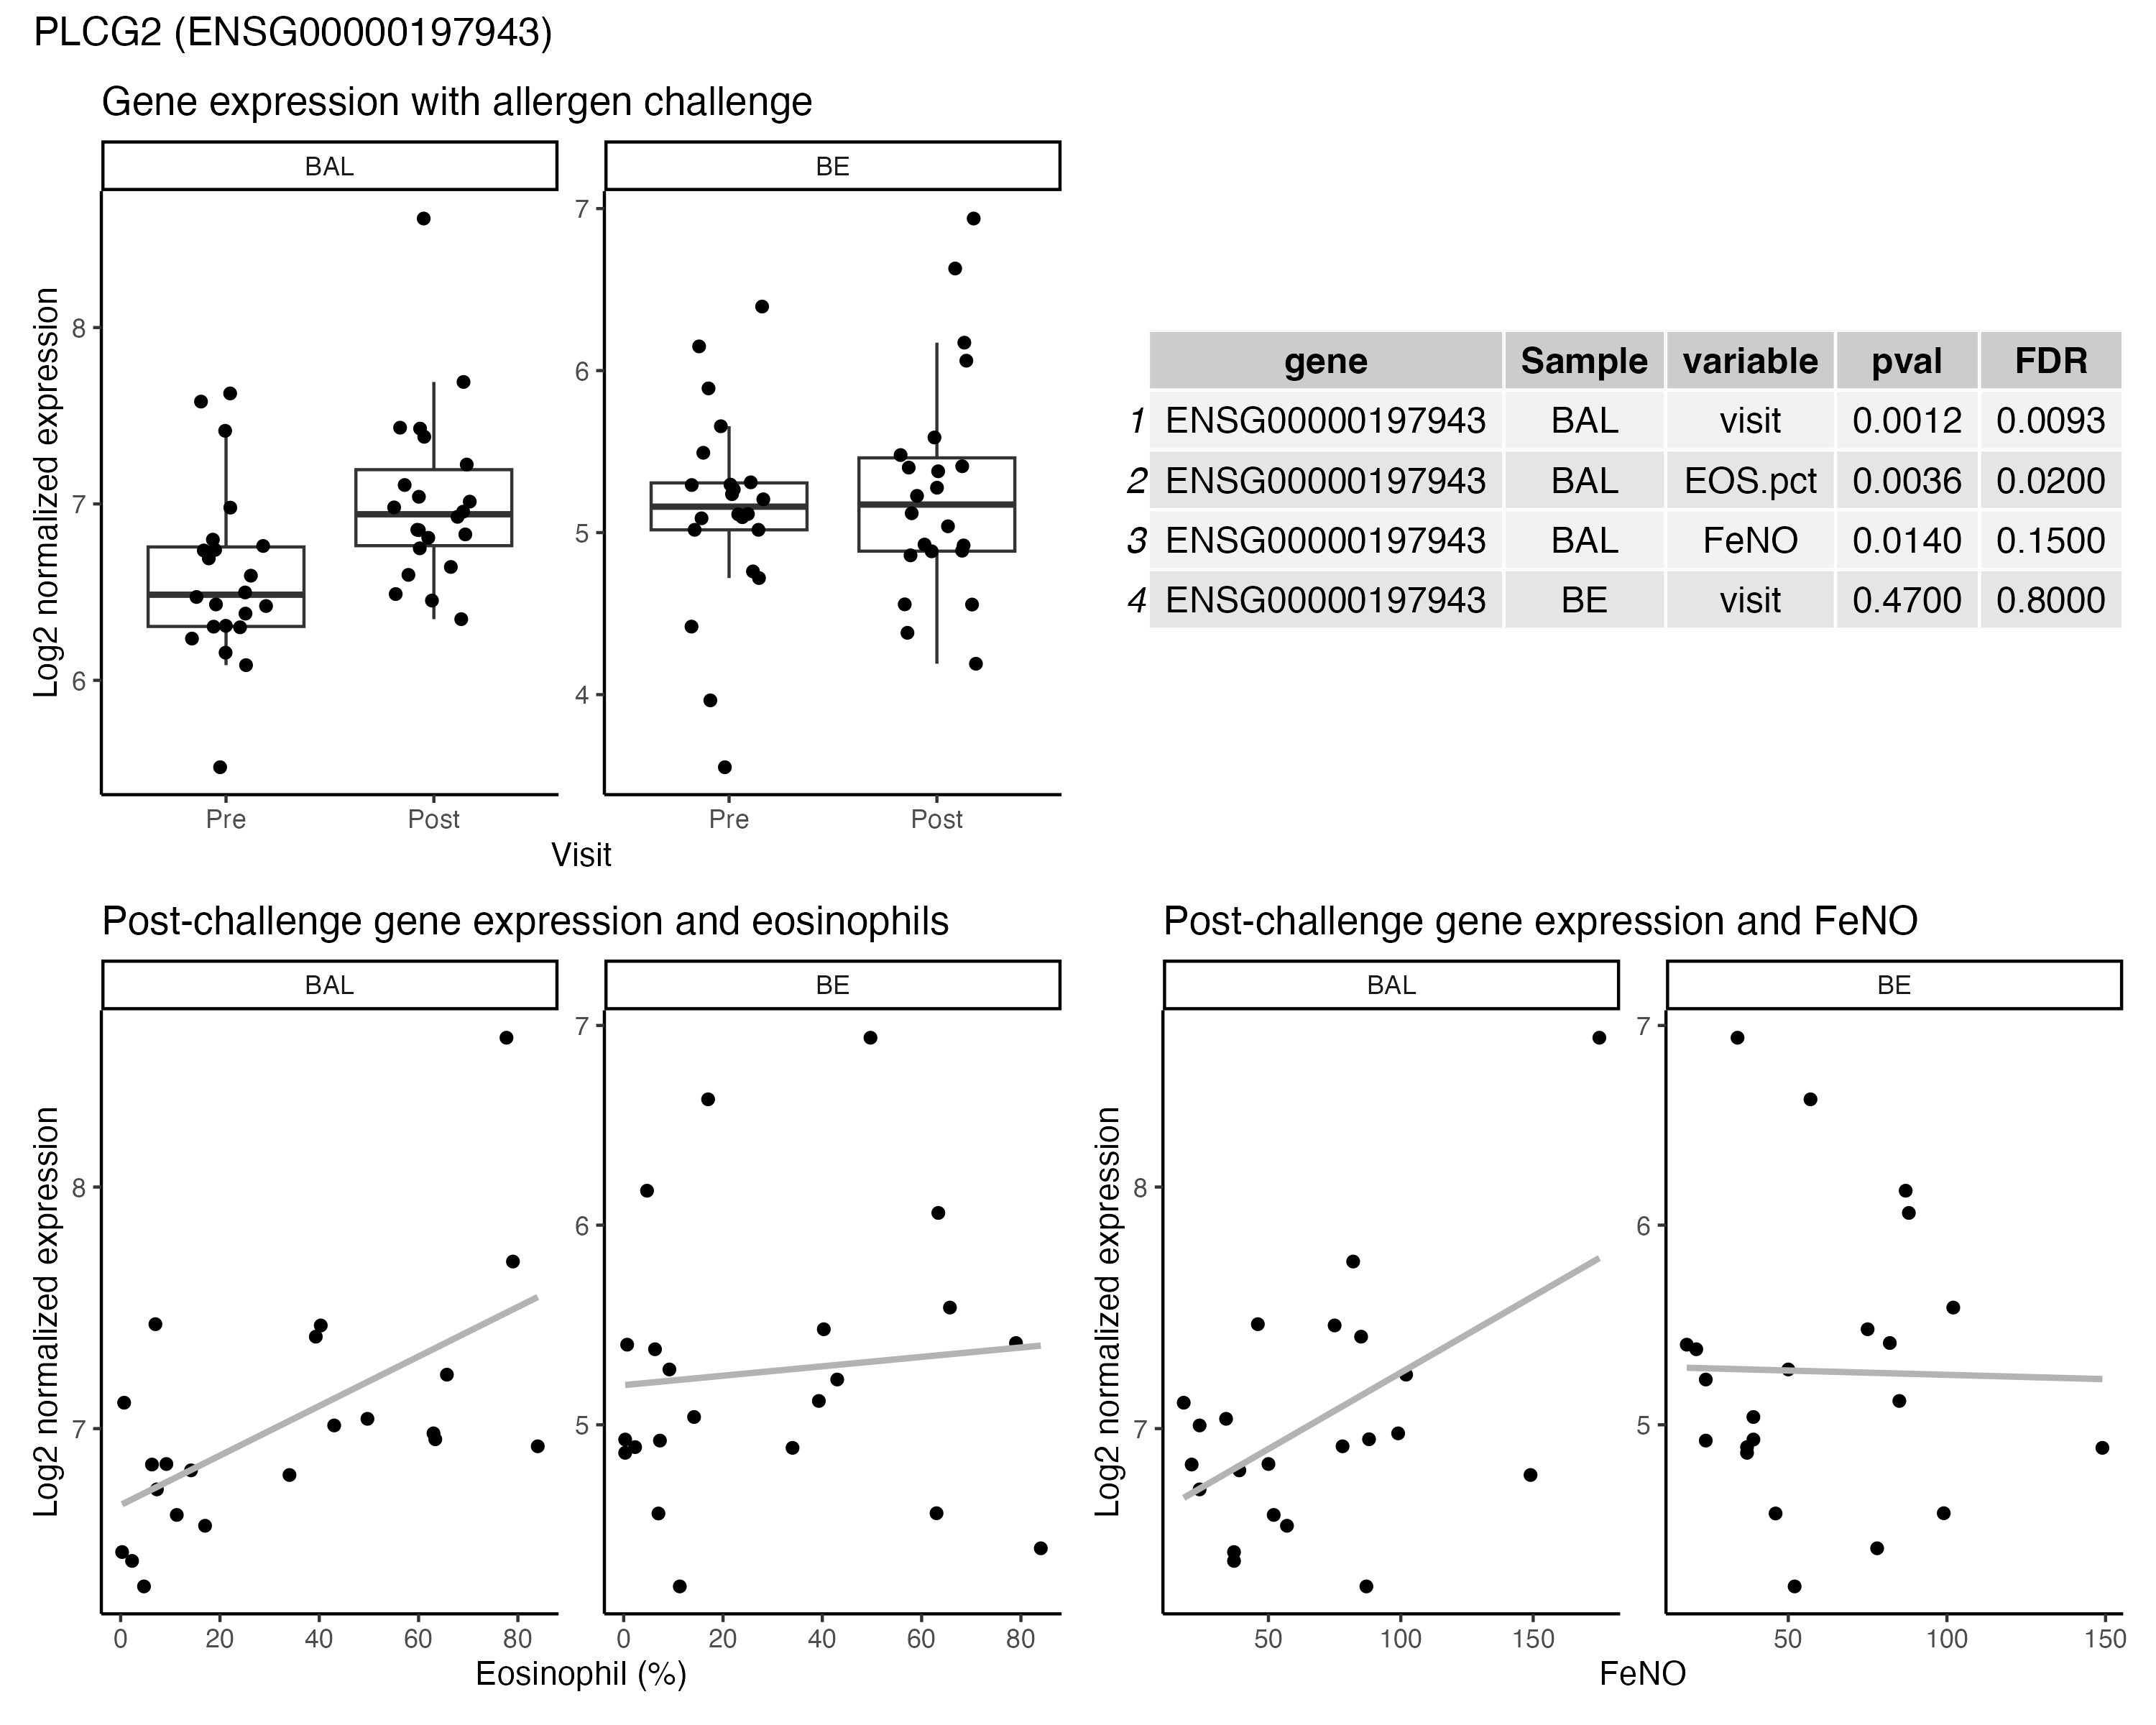 PLCG2 (ENSG00000197943)
Gene expression with allergen challenge
BAL BE
Log2 normalized expression
8
7
6
7
6
5
4
Pre Post Pre Post
Visit
gene Sample variable pval FDR
1 ENSG00000197943 BAL visit 0.0012 0.0093
2 ENSG00000197943 BAL EOS.pct 0.0036 0.0200
3 ENSG00000197943 BAL FeNO 0.0140 0.1500
4 ENSG00000197943 BE visit 0.4700 0.8000
Post-challenge gene expression and eosinophils
BAL BE
Log2 normalized expression
8
7
7
6
5
0 20 40 60 80 0 20 40 60 80
Eosinophil (%)
Post-challenge gene expression and FeNO
BAL BE
Log2 normalized expression
8
7
7
6
5
50 100 150 50 100 150
FeNO